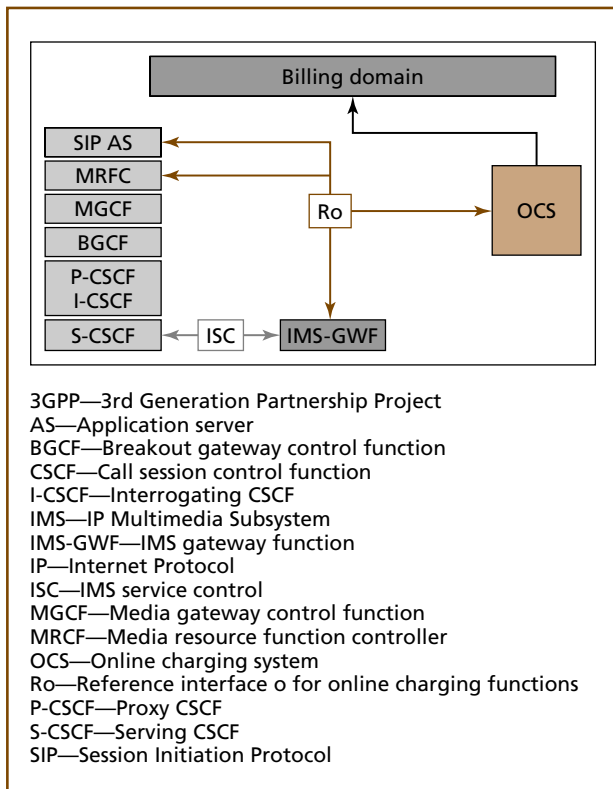 Billing domain
SIP AS
MRFC
MGCF
BGCF
P-CSCF
I-CSCF
S-CSCF
ISC
IMS-GWF
Ro
OCS
3GPP—3rd Generation Partnership Project
AS—Application server
BGCF—Breakout gateway control function
CSCF—Call session control function
I-CSCF—Interrogating CSCF
IMS—IP Multimedia Subsystem
IMS-GWF—IMS gateway function
IP—Internet Protocol
ISC—IMS service control
MGCF—Media gateway control function
MRCF—Media resource function controller
OCS—Online charging system
Ro—Reference interface o for online charging functions
P-CSCF—Proxy CSCF
S-CSCF—Serving CSCF
SIP—Session Initiation Protocol